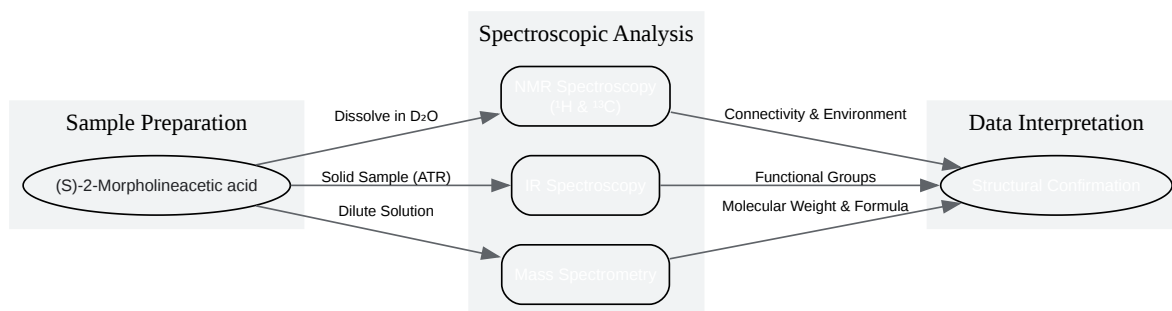 Sample Preparation
(S)-2-Morpholineacetic acid
Dissolve in D₂O
Solid Sample (ATR)
Dilute Solution
Spectroscopic Analysis
NMR Spectroscopy
(¹H & ¹³C)
IR Spectroscopy
Mass Spectrometry
Connectivity & Environment
Functional Groups
Molecular Weight & Formula
Data Interpretation
Structural Confirmation